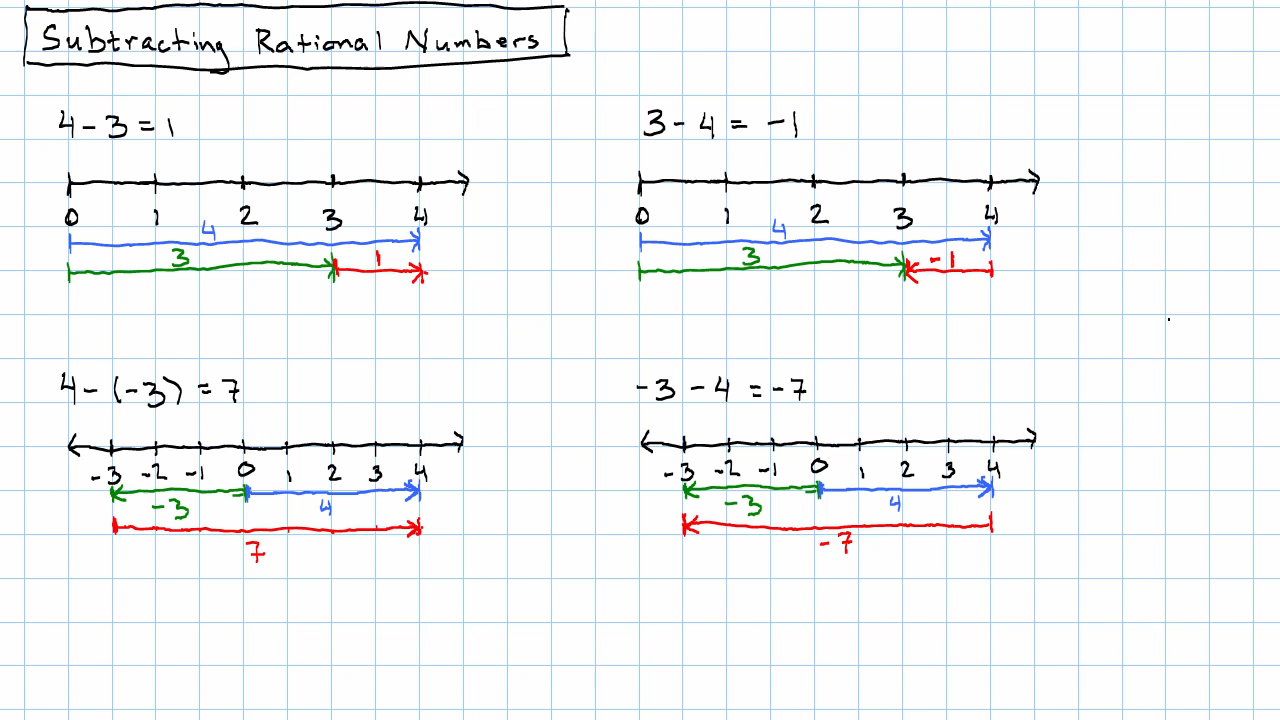 Subtracting Rational Numbers
4 - 3 = 1
0 1 2 3 4
4
3 1
3 - 4 = -1
0 1 2 3 4
4
3 -1
4 - (-3) = 7
-3 -2 -1 0 1 2 3 4
-3 4
7
-3 - 4 = -7
-3 -2 -1 0 1 2 3 4
-3 4
-7